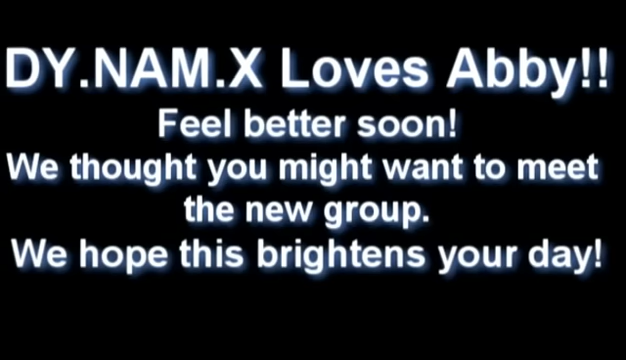 DY.NAM.X Loves Abby!!
Feel better soon!
We thought you might want to meet
the new group.
We hope this brightens your day!